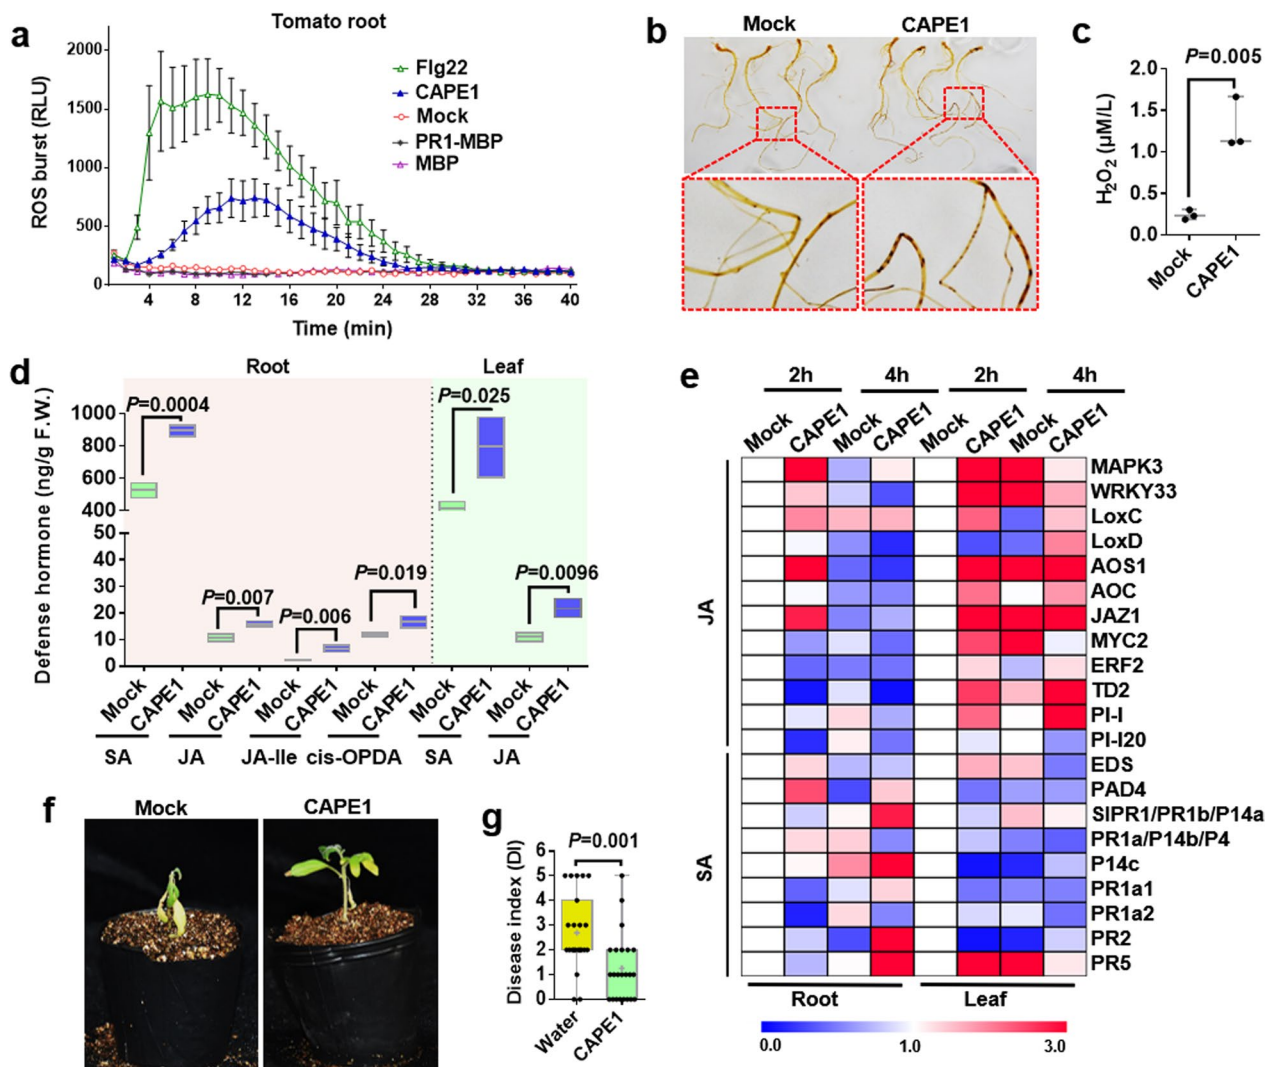 a
Tomato root
ROS burst (RLU)
2000
1500
1000
500
0
Flg22
CAPE1
Mock
PR1-MBP
MBP
4 8 12 16 20 24 28 32 36 40
Time (min)
b
Mock CAPE1
c
P=0.005
H2O2 (µM/L)
2.0
1.5
1.0
0.5
0.0
Mock CAPE1
d
Root Leaf
Defense hormone (ng/g F.W.)
1000
800
600
400
50
40
30
20
10
0
P=0.0004
P=0.007
P=0.006
P=0.019
P=0.025
P=0.0096
Mock CAPE1 Mock CAPE1 Mock CAPE1 Mock CAPE1 Mock CAPE1 Mock CAPE1
SA JA JA-Ile cis-OPDA SA JA
e
2h 4h 2h 4h
Mock CAPE1 Mock CAPE1 Mock CAPE1 Mock CAPE1
JA
MAPK3
WRKY33
LoxC
LoxD
AOS1
AOC
JAZ1
MYC2
ERF2
TD2
PI-I
PI-I20
SA
EDS
PAD4
SlPR1/PR1b/P14a
PR1a/P14b/P4
P14c
PR1a1
PR1a2
PR2
PR5
Root Leaf
0.0 1.0 3.0
f
Mock CAPE1
g
P=0.001
Disease index (DI)
6
5
4
3
2
1
0
Water CAPE1